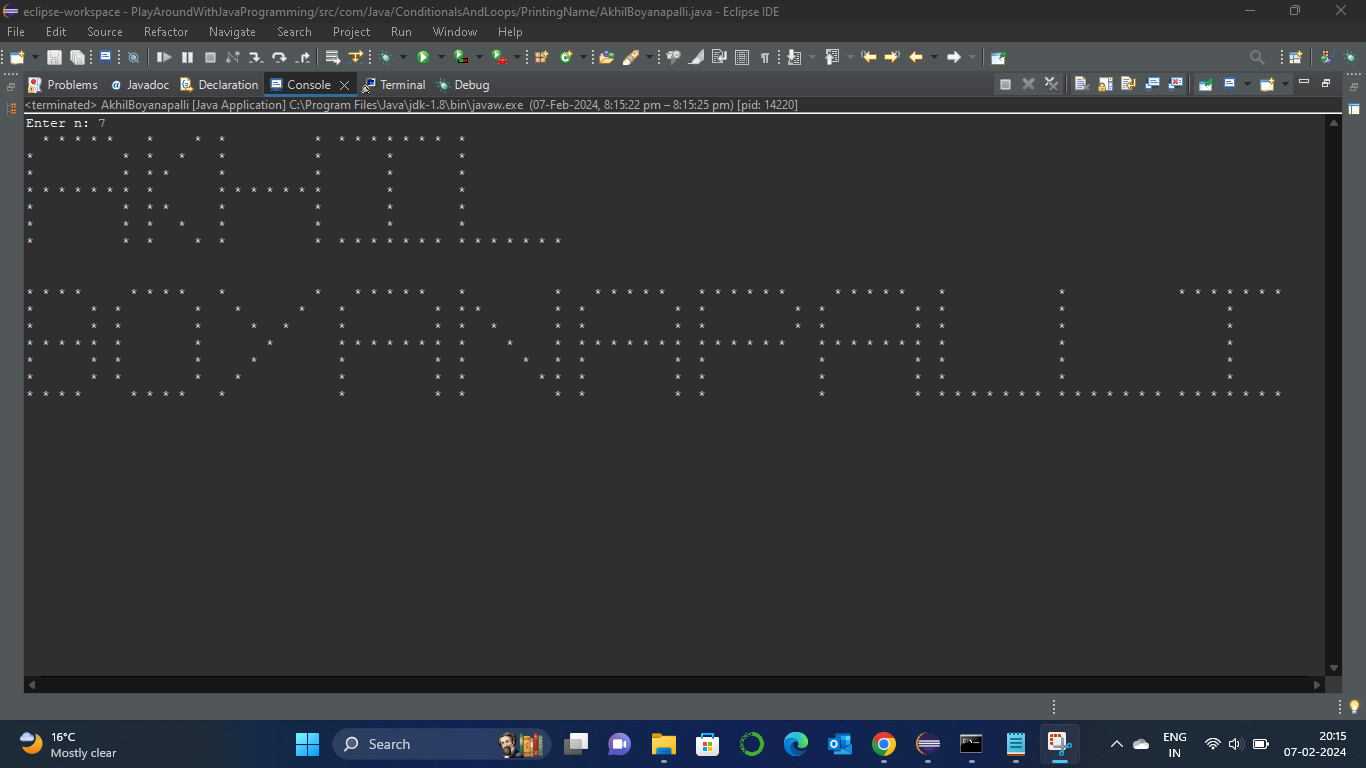 eclipse-workspace - PlayAroundWithJavaProgramming/src/com/Java/ConditionalsAndLoops/PrintingName/AkhilBoyanapalli.java - Eclipse IDE
File Edit Source Refactor Navigate Search Project Run Window Help
Problems Javadoc Declaration Console Terminal Debug
<terminated> AkhilBoyanapalli [Java Application] C:\Program Files\Java\jdk-1.8\bin\javaw.exe (07-Feb-2024, 8:15:22 pm – 8:15:25 pm) [pid: 14220]
Enter n: 7
AKHIL
BOYANAPALLI
16°C
Mostly clear
Search
ENG
IN
20:15
07-02-2024